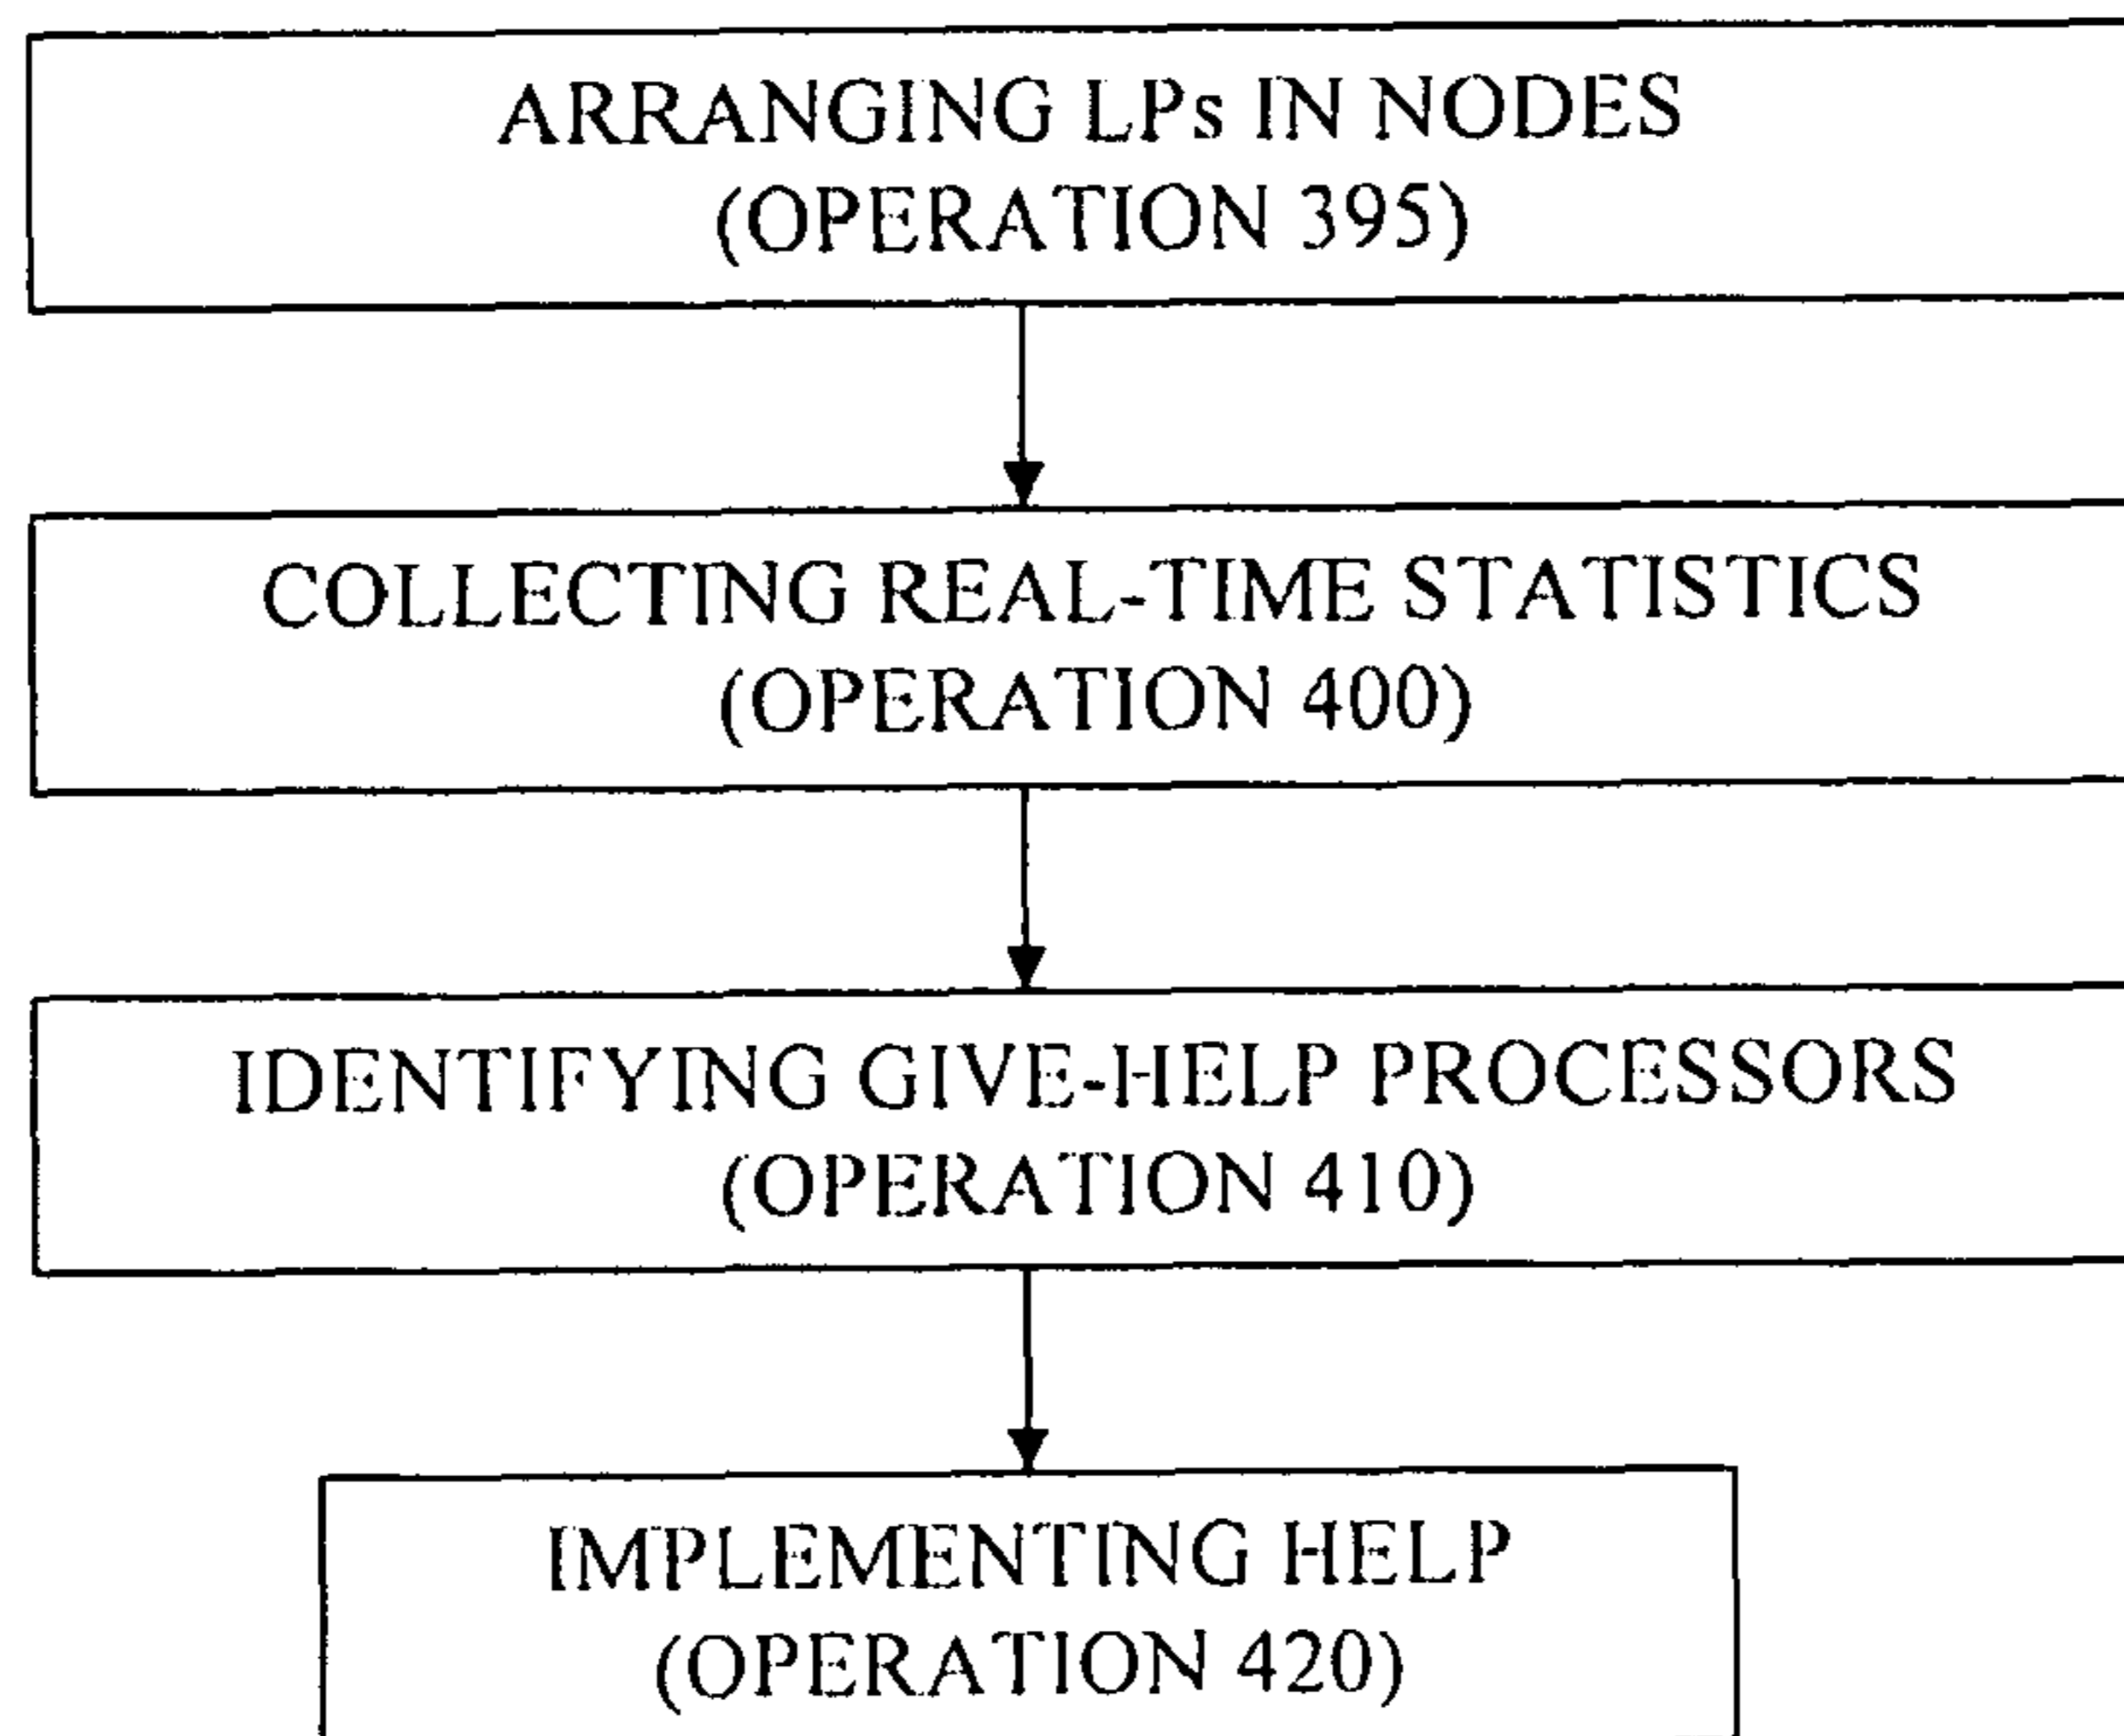 ARRANGING LPs IN NODES
(OPERATION 395)
COLLECTING REAL-TIME STATISTICS
(OPERATION 400)
IDENTIFYING GIVE-HELP PROCESSORS
(OPERATION 410)
IMPLEMENTING HELP
(OPERATION 420)